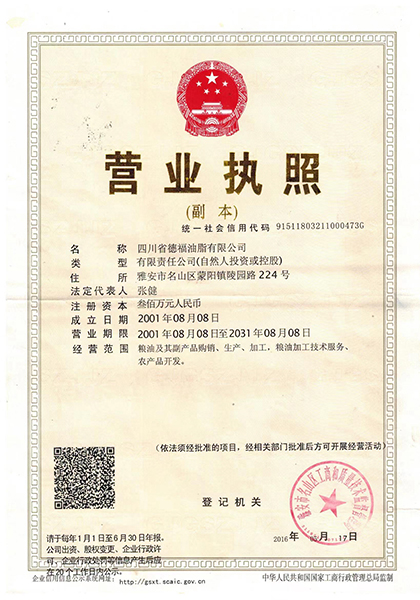 营业执照
(副 本)
统一社会信用代码 91511803211000473G
名称 四川省德福油脂有限公司
类型 有限责任公司(自然人投资或控股)
住所 雅安市名山区蒙阳镇陵园路224号
法定代表人 张健
注册资本 叁佰万元人民币
成立日期 2001年08月08日
营业期限 2001年08月08日至2031年08月08日
经营范围 粮油及其副产品购销、生产、加工,粮油加工技术服务、
农产品开发。
(依法须经批准的项目,经相关部门批准后方可开展经营活动)
登记机关
2016年 月17日
请于每年1月1日至6月30日年报。
公司出资、股权变更、企业行政许
可、企业行政处罚等信息产生后应
在20个工作日内公示。
企业信用信息公示系统网址: http://gsxt.scaic.gov.cn
中华人民共和国国家工商行政管理总局监制